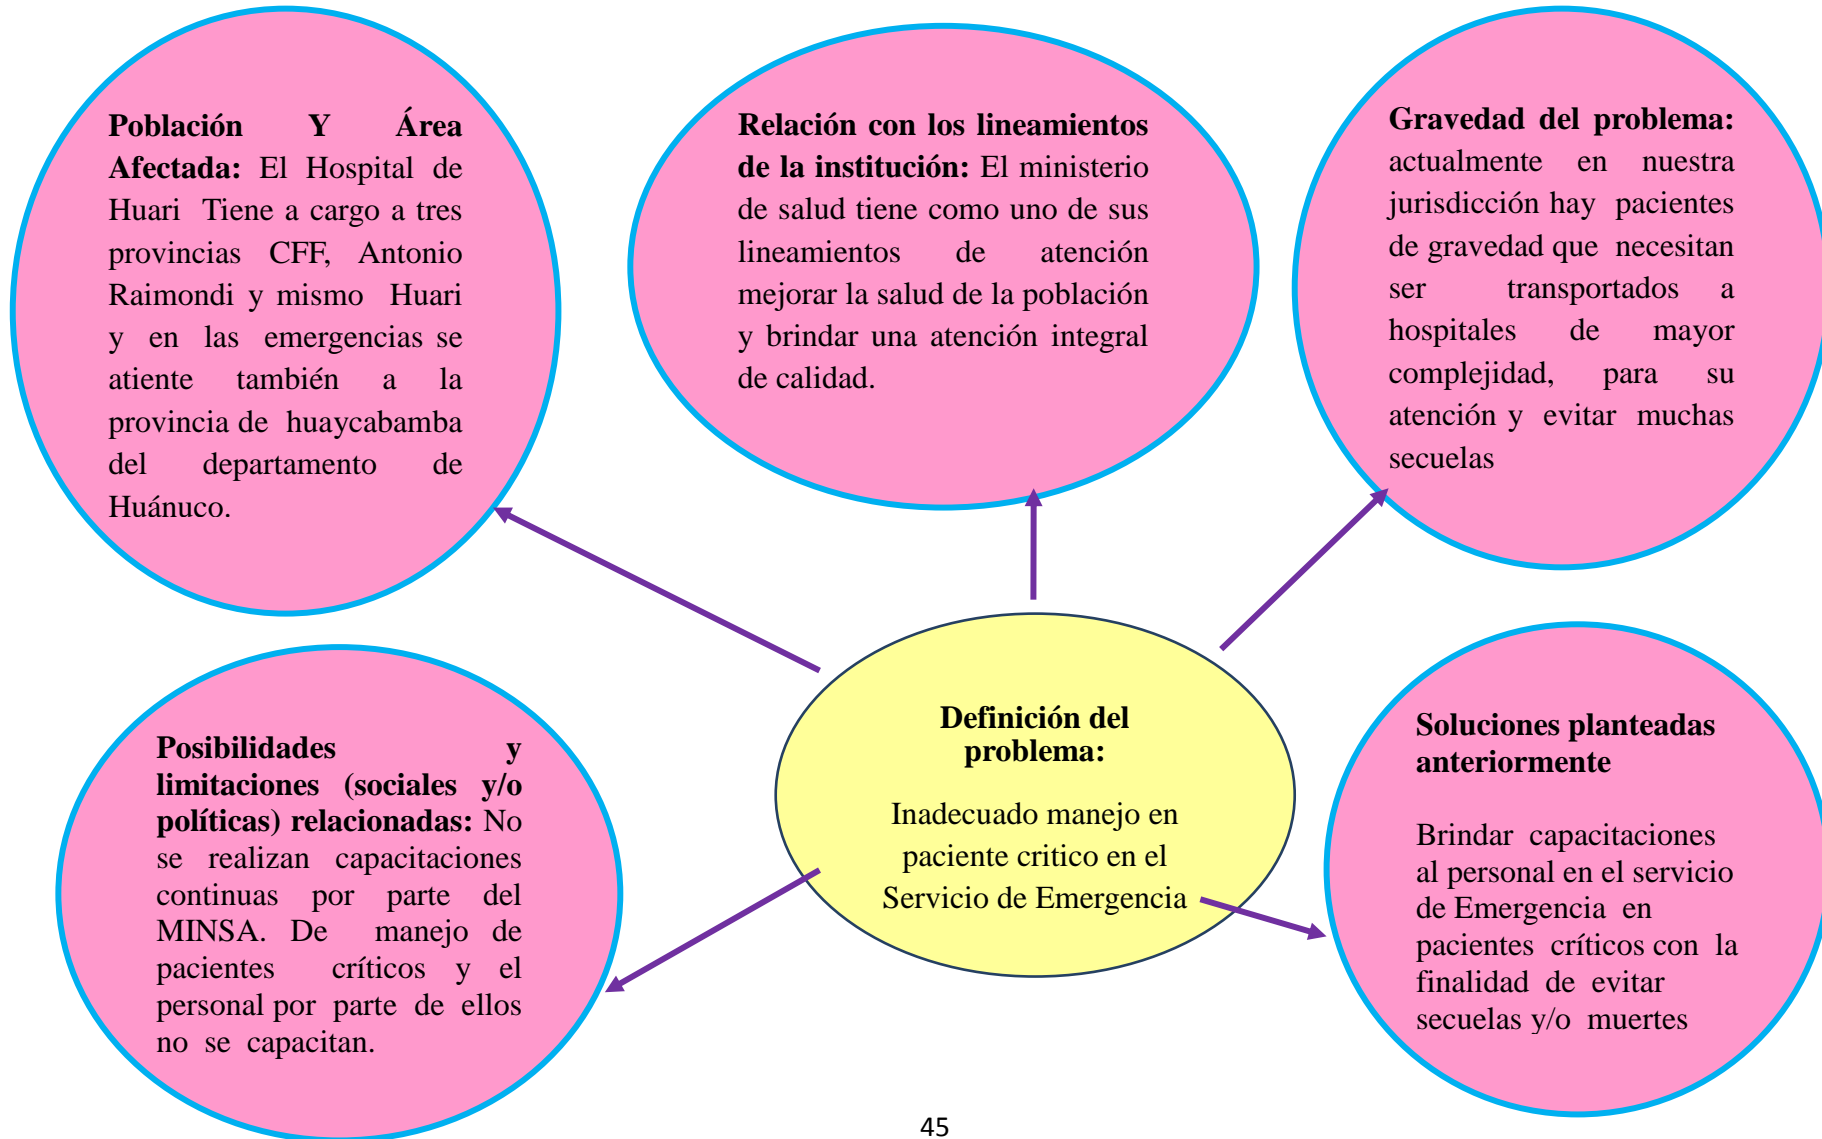 Población Y Área
Afectada: El Hospital de
Huari Tiene a cargo a tres
provincias CFF, Antonio
Raimondi y mismo Huari
y en las emergencias se
atiente también a la
provincia de huaycabamba
del departamento de
Huánuco.
Relación con los lineamientos
de la institución: El ministerio
de salud tiene como uno de sus
lineamientos de atención
mejorar la salud de la población
y brindar una atención integral
de calidad.
Gravedad del problema:
actualmente en nuestra
jurisdicción hay pacientes
de gravedad que necesitan
ser transportados a
hospitales de mayor
complejidad, para su
atención y evitar muchas
secuelas
Posibilidades y
limitaciones (sociales y/o
políticas) relacionadas: No
se realizan capacitaciones
continuas por parte del
MINSA. De manejo de
pacientes críticos y el
personal por parte de ellos
no se capacitan.
Definición del
problema:
Inadecuado manejo en
paciente critico en el
Servicio de Emergencia
Soluciones planteadas
anteriormente
Brindar capacitaciones
al personal en el servicio
de Emergencia en
pacientes críticos con la
finalidad de evitar
secuelas y/o muertes
45